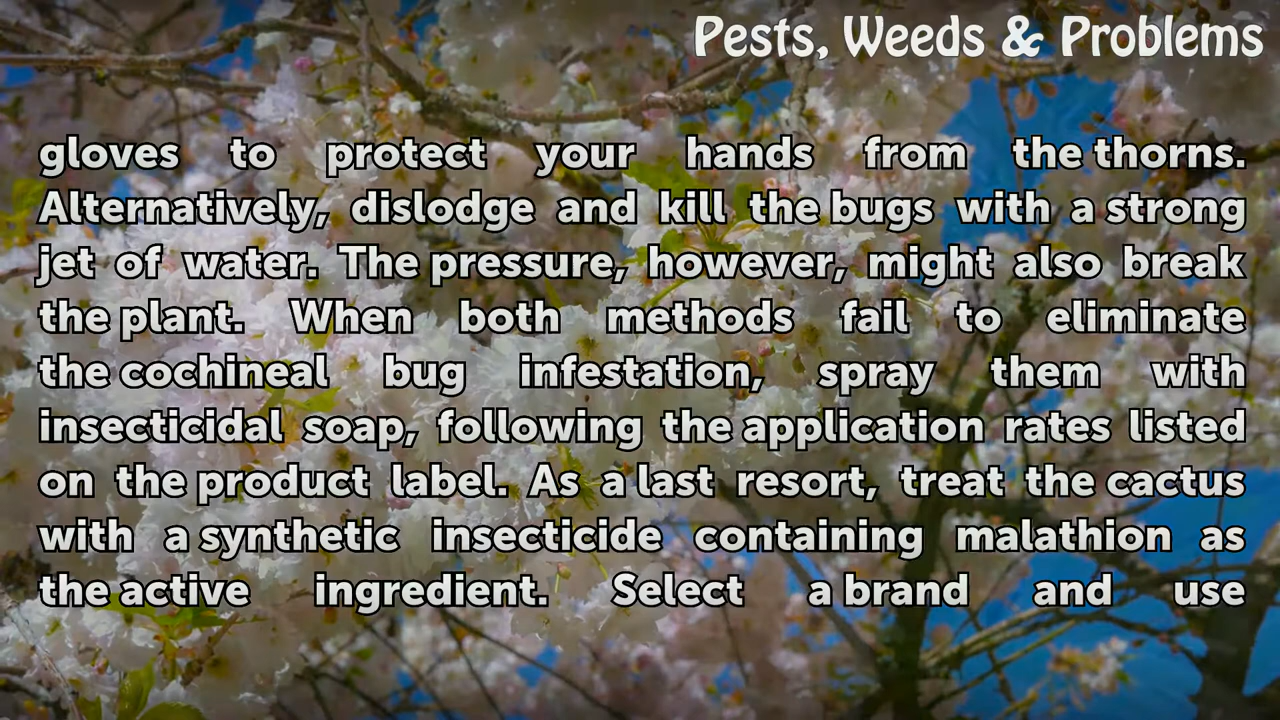 Pests, Weeds & Problems
gloves to protect your hands from the thorns.
Alternatively, dislodge and kill the bugs with a strong
jet of water. The pressure, however, might also break
the plant. When both methods fail to eliminate
the cochineal bug infestation, spray them with
insecticidal soap, following the application rates listed
on the product label. As a last resort, treat the cactus
with a synthetic insecticide containing malathion as
the active ingredient. Select a brand and use